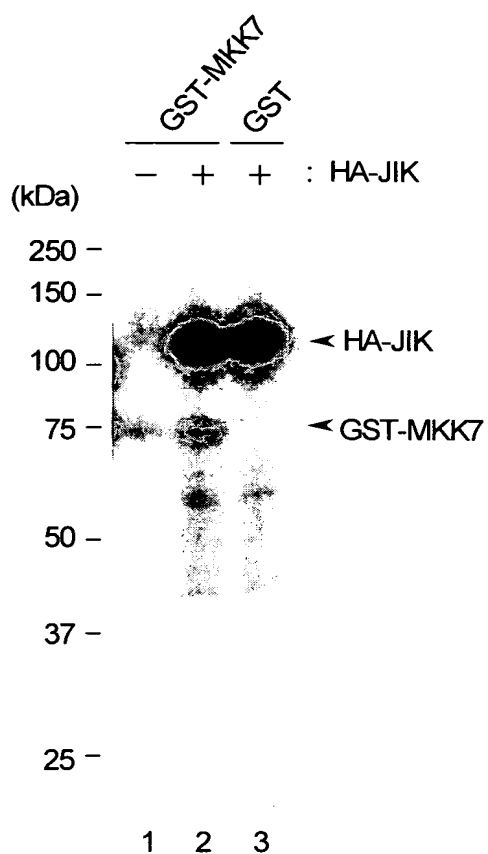 GST-MKK7
GST
− + + : HA-JIK
(kDa)
250 –
150 –
HA-JIK
100 –
75 –
GST-MKK7
50 –
37 –
25 –
1 2 3